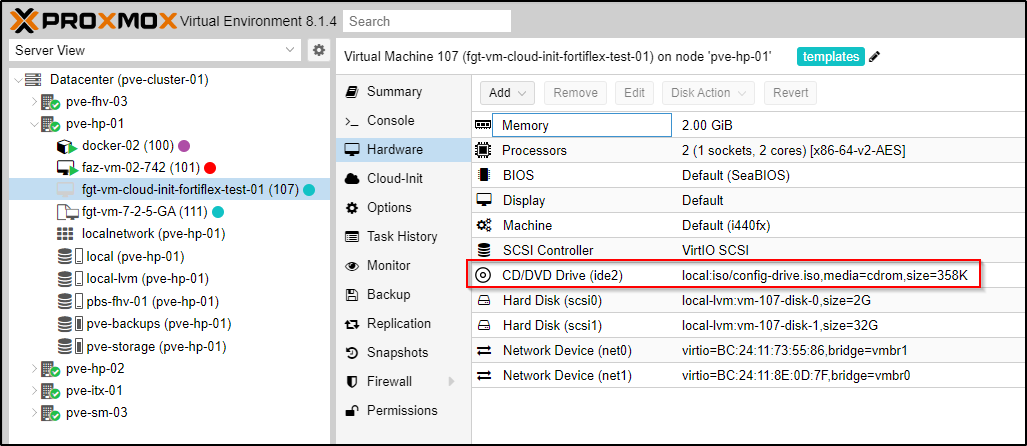 PROXMOX Virtual Environment 8.1.4 Search
Server View
Datacenter (pve-cluster-01)
pve-fhv-03
pve-hp-01
docker-02 (100)
faz-vm-02-742 (101)
fgt-vm-cloud-init-fortiflex-test-01 (107)
fgt-vm-7-2-5-GA (111)
localnetwork (pve-hp-01)
local (pve-hp-01)
local-lvm (pve-hp-01)
pbs-fhv-01 (pve-hp-01)
pve-backups (pve-hp-01)
pve-storage (pve-hp-01)
pve-hp-02
pve-itx-01
pve-sm-03
Virtual Machine 107 (fgt-vm-cloud-init-fortiflex-test-01) on node 'pve-hp-01' templates
Summary
Console
Hardware
Cloud-Init
Options
Task History
Monitor
Backup
Replication
Snapshots
Firewall
Permissions
Add Remove Edit Disk Action Revert
Memory 2.00 GiB
Processors 2 (1 sockets, 2 cores) [x86-64-v2-AES]
BIOS Default (SeaBIOS)
Display Default
Machine Default (i440fx)
SCSI Controller VirtIO SCSI
CD/DVD Drive (ide2) local:iso/config-drive.iso,media=cdrom,size=358K
Hard Disk (scsi0) local-lvm:vm-107-disk-0,size=2G
Hard Disk (scsi1) local-lvm:vm-107-disk-1,size=32G
Network Device (net0) virtio=BC:24:11:73:55:86,bridge=vmbr1
Network Device (net1) virtio=BC:24:11:8E:0D:7F,bridge=vmbr0